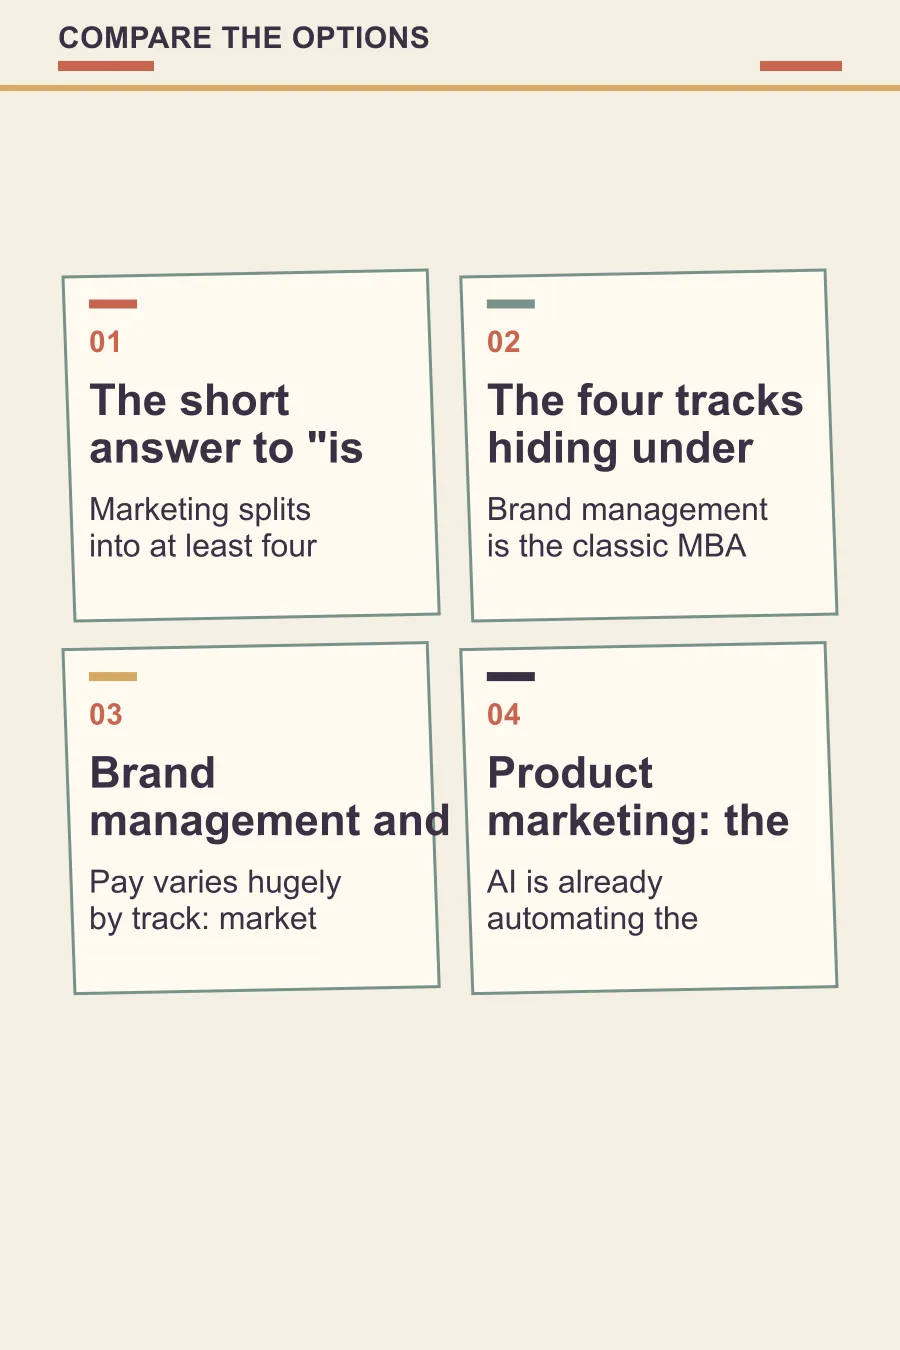 COMPARE THE OPTIONS
01
The short
answer to "is
Marketing splits
into at least four
02
The four tracks
hiding under
Brand management
is the classic MBA
03
Brand
management and
Pay varies hugely
by track: market
04
Product
marketing: the
AI is already
automating the